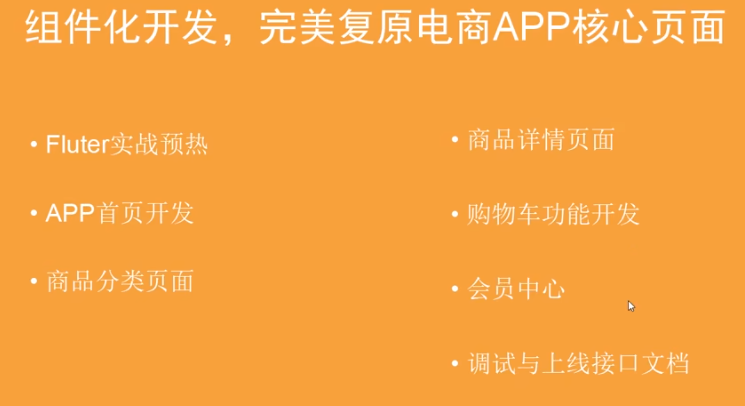 组件化开发，完美复原电商APP核心页面
• Fluter实战预热
• APP首页开发
• 商品分类页面
• 商品详情页面
• 购物车功能开发
• 会员中心
• 调试与上线接口文档